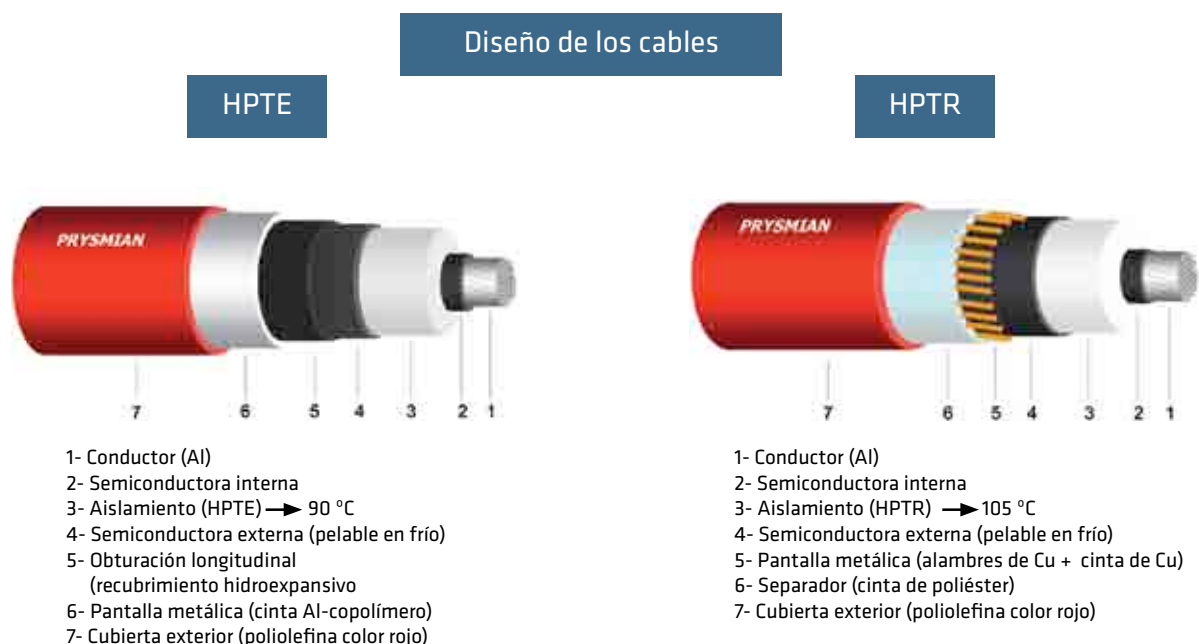 Diseño de los cables
HPTE
HPTR
PRYSMIAN
PRYSMIAN
7 6 5 4 3 2 1
7 6 5 4 3 2 1
1- Conductor (Al)
2- Semiconductora interna
3- Aislamiento (HPTE) → 90 ºC
4- Semiconductora externa (pelable en frío)
5- Obturación longitudinal
(recubrimiento hidroexpansivo
6- Pantalla metálica (cinta Al-copolímero)
7- Cubierta exterior (poliolefina color rojo)
1- Conductor (Al)
2- Semiconductora interna
3- Aislamiento (HPTR) → 105 ºC
4- Semiconductora externa (pelable en frío)
5- Pantalla metálica (alambres de Cu + cinta de Cu)
6- Separador (cinta de poliéster)
7- Cubierta exterior (poliolefina color rojo)